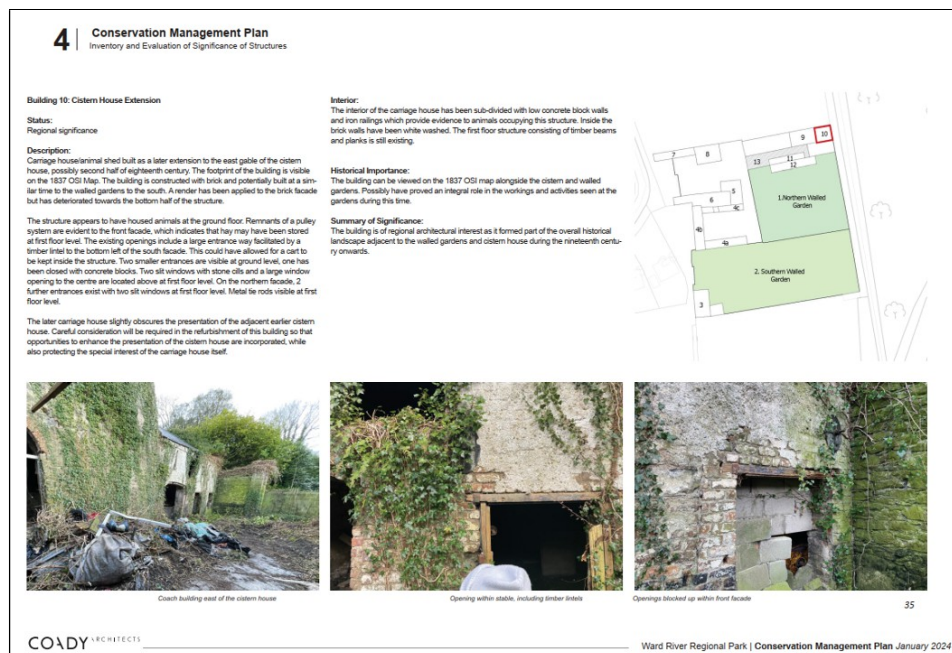 4
Conservation Management Plan
Inventory and Evaluation of Significance of Structures
Building 10: Cistern House Extension
Status:
Regional significance
Description:
Carriage house/animal shed built as a later extension to the east gable of the cistern
house, possibly second half of eighteenth century. The footprint of the building is visible
on the 1837 OSI Map. The building is constructed with brick and potentially built at a sim-
ilar time to the walled gardens to the south. A render has been applied to the brick facade
but has deteriorated towards the bottom half of the structure.
The structure appears to have housed animals at the ground floor. Remnants of a pulley
system are evident to the front facade, which indicates that hay may have been stored
at first floor level. The existing openings include a large entrance way facilitated by a
timber lintel to the bottom left of the south facade. This could have allowed for a cart to
be kept inside the structure. Two smaller entrances are visible at ground level, one has
been closed with concrete blocks. Two slit windows with stone cills and a large window
opening to the centre are located above at first floor level. On the northern facade, 2
further entrances exist with two slit windows at first floor level. Metal tie rods visible at first
floor level.
The later carriage house slightly obscures the presentation of the adjacent earlier cistern
house. Careful consideration will be required in the refurbishment of this building so that
opportunities to enhance the presentation of the cistern house are incorporated, while
also protecting the special interest of the carriage house itself.
Interior:
The interior of the carriage house has been sub-divided with low concrete block walls
and iron railings which provide evidence to animals occupying this structure. Inside the
brick walls have been white washed. The first floor structure consisting of timber beams
and planks is still existing.
Historical Importance:
The building can be viewed on the 1837 OSI map alongside the cistern and walled
gardens. Possibly have proved an integral role in the workings and activities seen at the
gardens during this time.
Summary of Significance:
The building is of regional architectural interest as it formed part of the overall historical
landscape adjacent to the walled gardens and cistern house during the nineteenth centu-
ry onwards.
10
9
8
7
11
12
13
5
6
4c
1.Northern Walled
Garden
4b
4a
2. Southern Walled
Garden
3
Coach building east of the cistern house
Opening within stable, including timber lintels
Openings blocked up within front facade
35
COADY ARCHITECTS
Ward River Regional Park | Conservation Management Plan January 2024